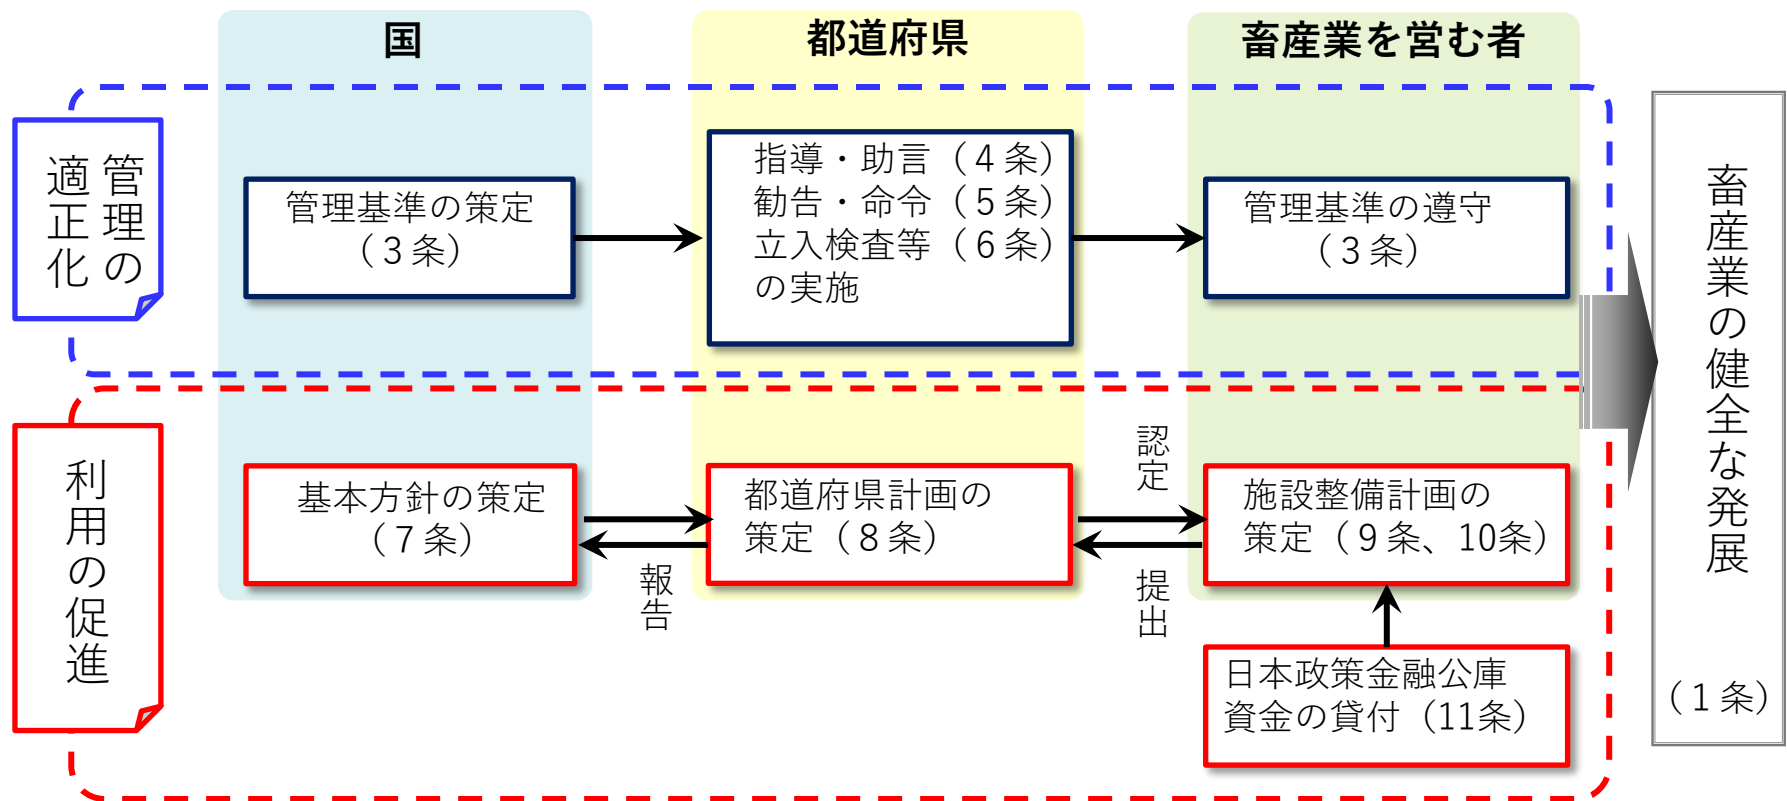 国
都道府県
畜産業を営む者
管理の
適正化
管理基準の策定
（３条）
指導・助言（４条）
勧告・命令（５条）
立入検査等（６条）
の実施
管理基準の遵守
（３条）
利用の促進
基本方針の策定
（７条）
報告
都道府県計画の
策定（８条）
認定
提出
施設整備計画の
策定（９条、10条）
日本政策金融公庫
資金の貸付（11条）
畜産業の健全な発展
（１条）